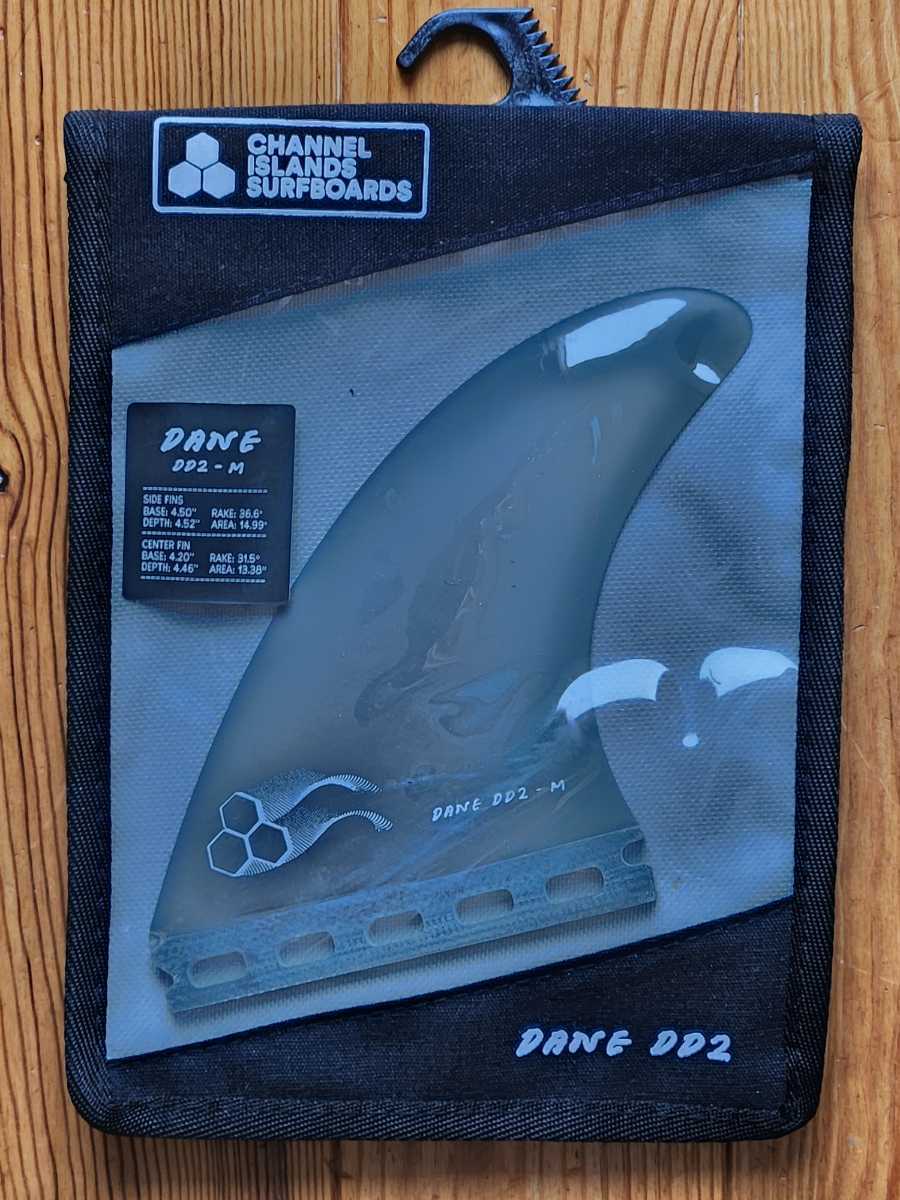 CHANNEL
ISLANDS
SURFBOARDS
DANE
DD2 - M
SIDE FINS
BASE: 4.50" RAKE: 36.6°
DEPTH: 4.52" AREA: 14.99"
CENTER FIN
BASE: 4.20" RAKE: 31.5°
DEPTH: 4.46" AREA: 13.38"
DANE DD2 - M
DANE DD2